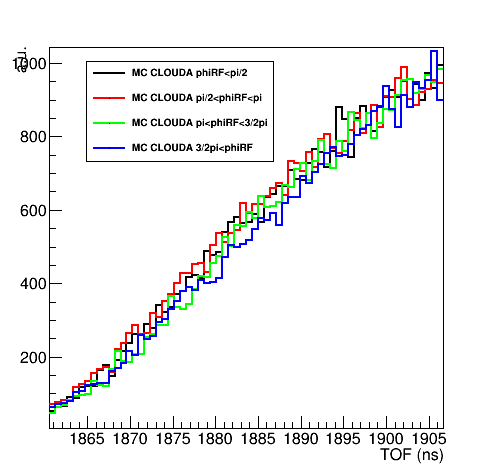 a.u.
1000
800
600
400
200
MC CLOUDA phiRF<pi/2
MC CLOUDA pi/2<phiRF<pi
MC CLOUDA pi<phiRF<3/2pi
MC CLOUDA 3/2pi<phiRF
1865 1870 1875 1880 1885 1890 1895 1900 1905
TOF (ns)